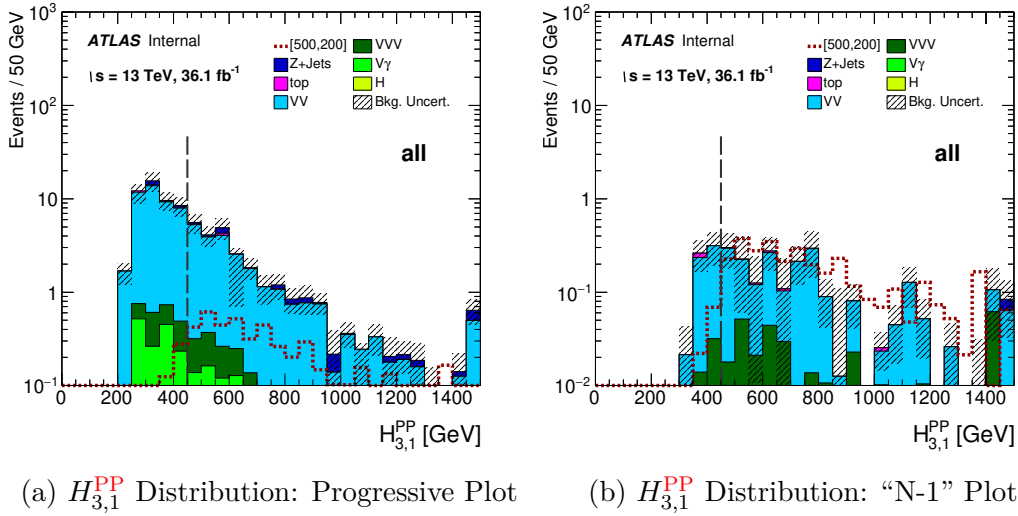 Events / 50 GeV
10³
10²
10
1
10⁻¹
ATLAS Internal
\s = 13 TeV, 36.1 fb⁻¹
[500,200]
Z+Jets
top
VV
VVV
Vγ
H
Bkg. Uncert.
all
0 200 400 600 800 1000 1200 1400
H^PP_3,1 [GeV]
(a) H^PP_3,1 Distribution: Progressive Plot
Events / 50 GeV
10²
10
1
10⁻¹
10⁻²
ATLAS Internal
\s = 13 TeV, 36.1 fb⁻¹
[500,200]
Z+Jets
top
VV
VVV
Vγ
H
Bkg. Uncert.
all
0 200 400 600 800 1000 1200 1400
H^PP_3,1 [GeV]
(b) H^PP_3,1 Distribution: “N-1” Plot